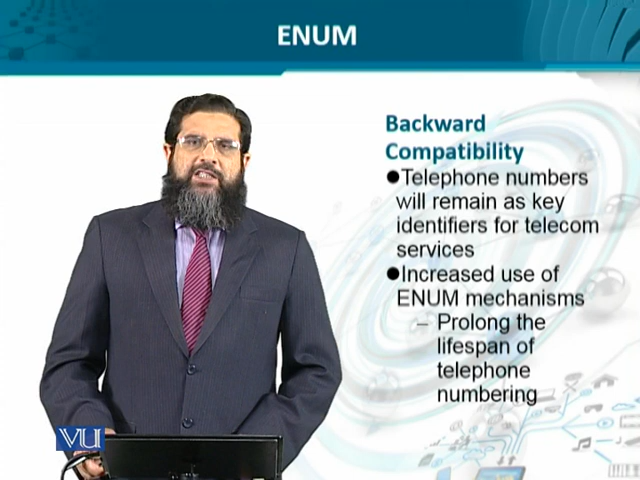 ENUM
Backward
Compatibility
●Telephone numbers
will remain as key
identifiers for telecom
services
●Increased use of
ENUM mechanisms
– Prolong the
lifespan of
telephone
numbering
VU